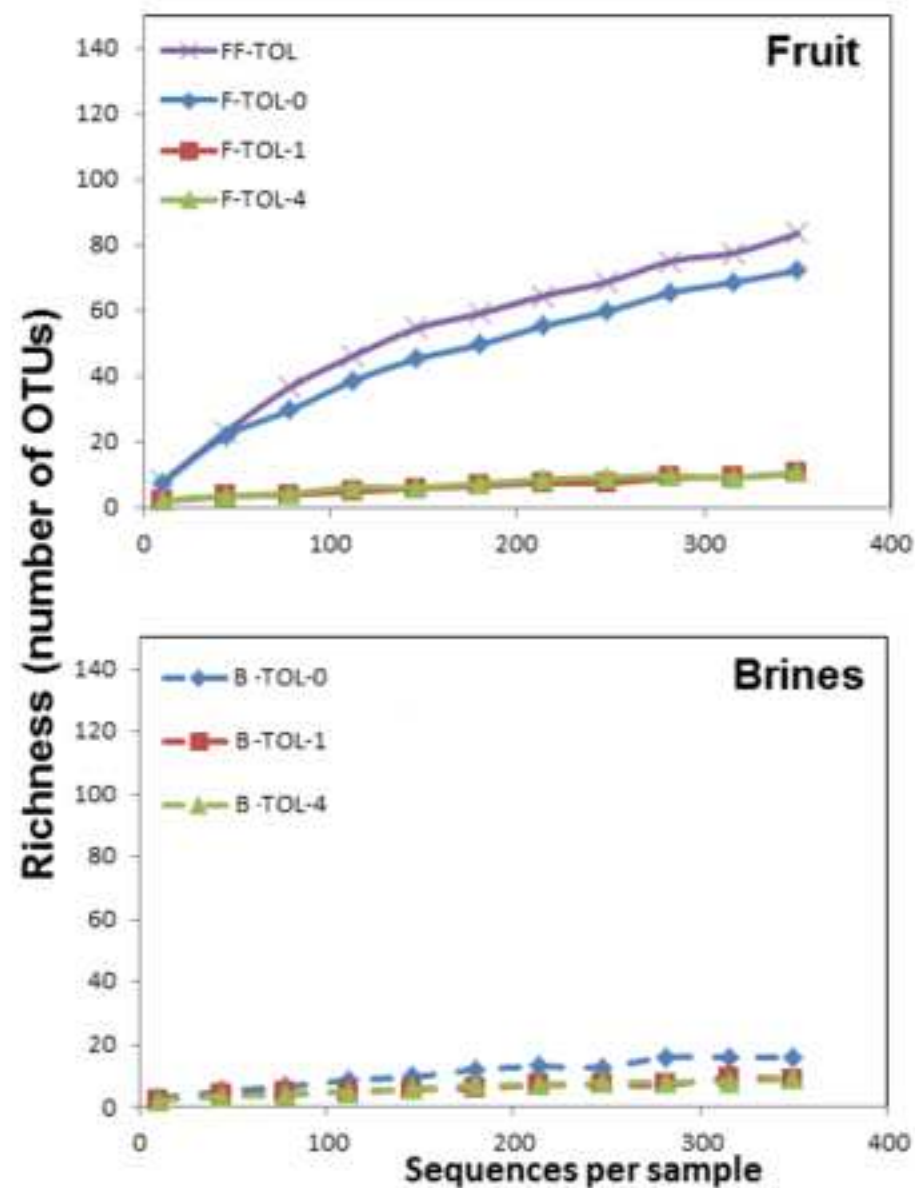 Richness (number of OTUs)
Fruit
FF-TOL
F-TOL-0
F-TOL-1
F-TOL-4
140
120
100
80
60
40
20
0
0 100 200 300 400
Brines
B -TOL-0
B -TOL-1
B -TOL-4
140
120
100
80
60
40
20
0
0 100 200 300 400
Sequences per sample